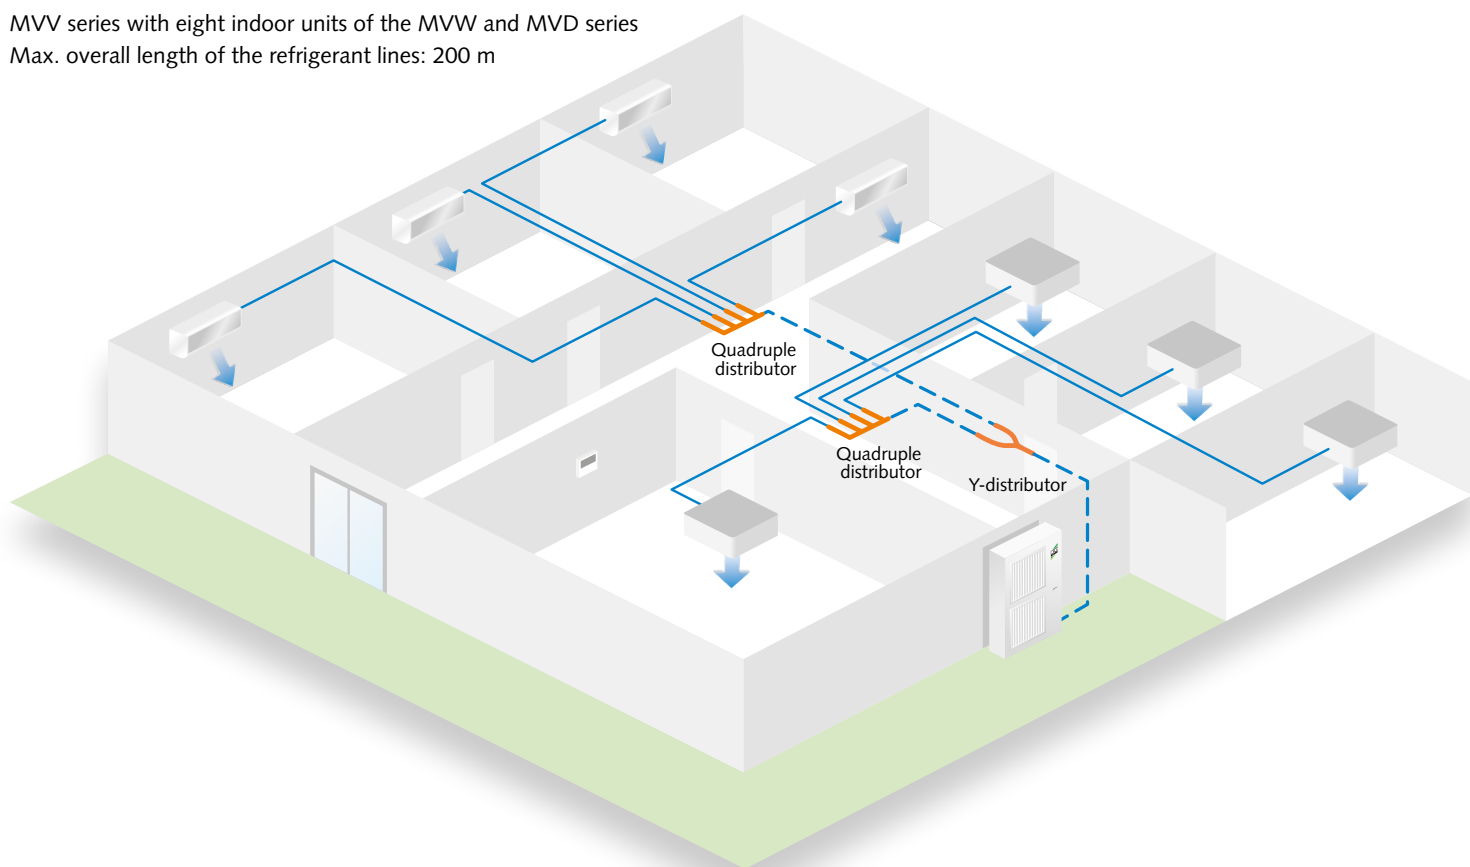 MVV series with eight indoor units of the MVW and MVD series
Max. overall length of the refrigerant lines: 200 m
Quadruple
distributor
Quadruple
distributor
Y-distributor